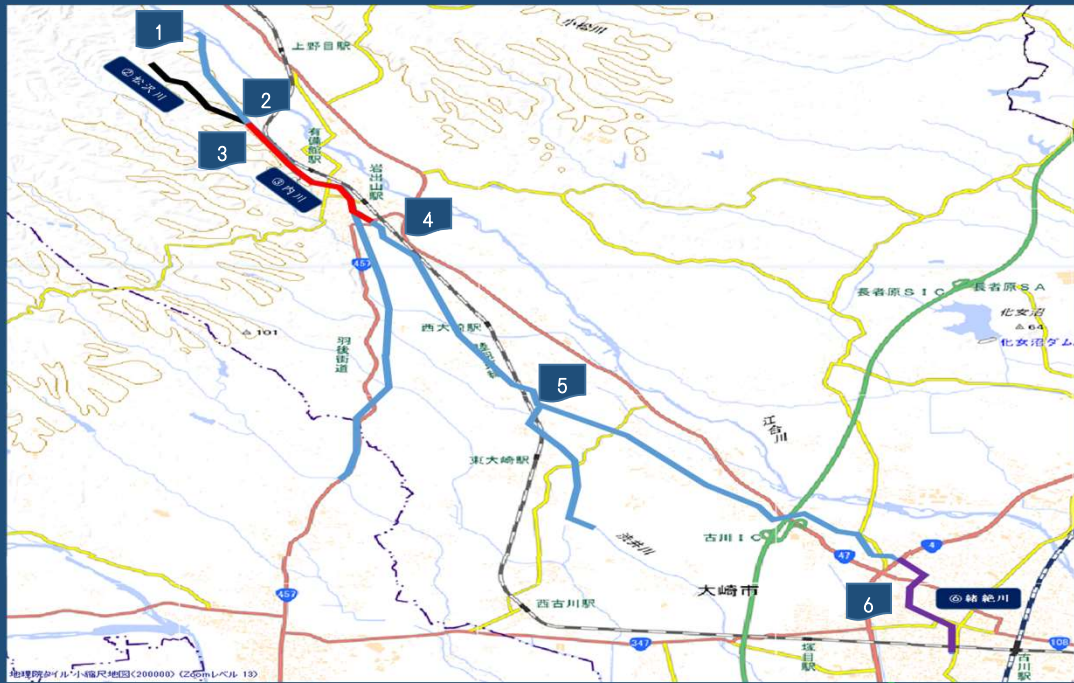 1
小松川
上野目駅
②松沢川
2
有備館駅
3
岩出山駅
③内川
4
457
長者原SIC
長者原SA
化女沼
△64
化女沼ダム
△101
西大崎駅
羽後街道
5
江合川
東大崎駅
渋井川
古川IC
4
47
大崎市
457
西古川駅
6
⑥緒絶川
347
塚目駅
108
古川駅
地理院タイル 小縮尺地図(200000)(Zoomレベル 13)